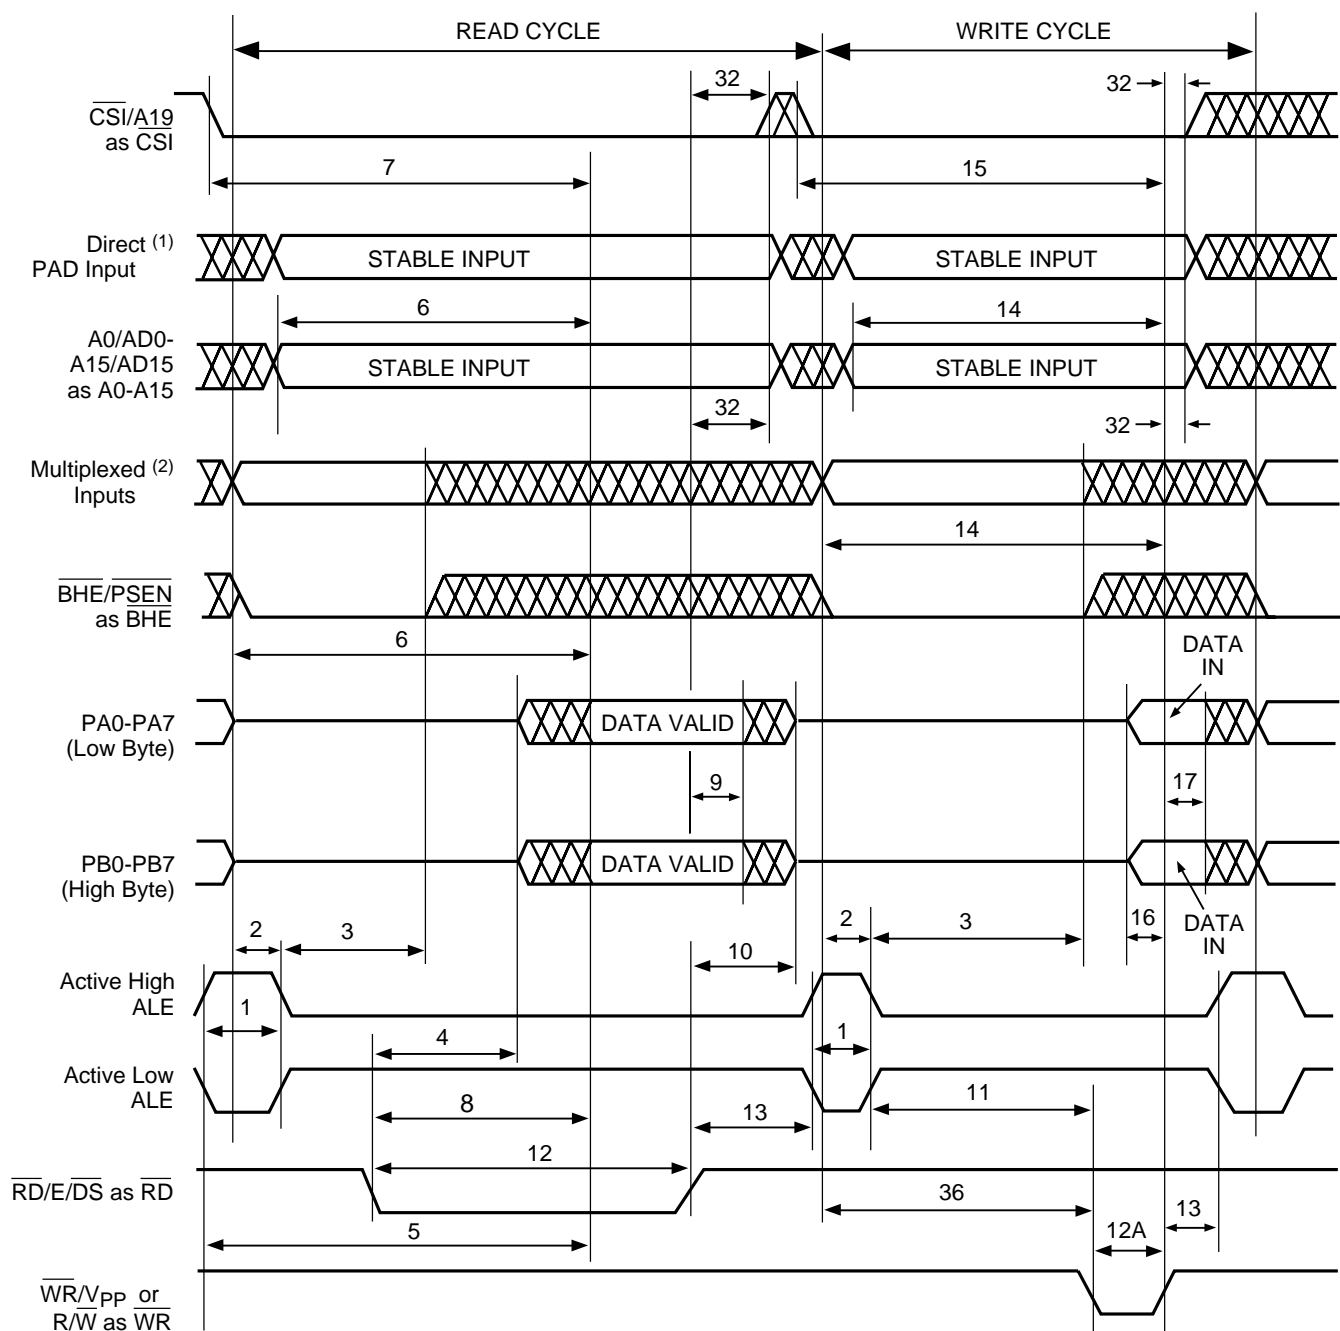 READ CYCLE
WRITE CYCLE
32
32
CSI/A19
as CSI
7
15
Direct (1)
PAD Input
STABLE INPUT
STABLE INPUT
6
14
A0/AD0-
A15/AD15
as A0-A15
STABLE INPUT
STABLE INPUT
32
32
Multiplexed (2)
Inputs
14
BHE/PSEN
as BHE
6
DATA
IN
PA0-PA7
(Low Byte)
DATA VALID
9
17
PB0-PB7
(High Byte)
DATA VALID
DATA
IN
2
3
10
2
3
16
Active High
ALE
1
4
1
Active Low
ALE
8
13
11
12
RD/E/DS as RD
36
13
5
12A
WR/VPP or
R/W as WR